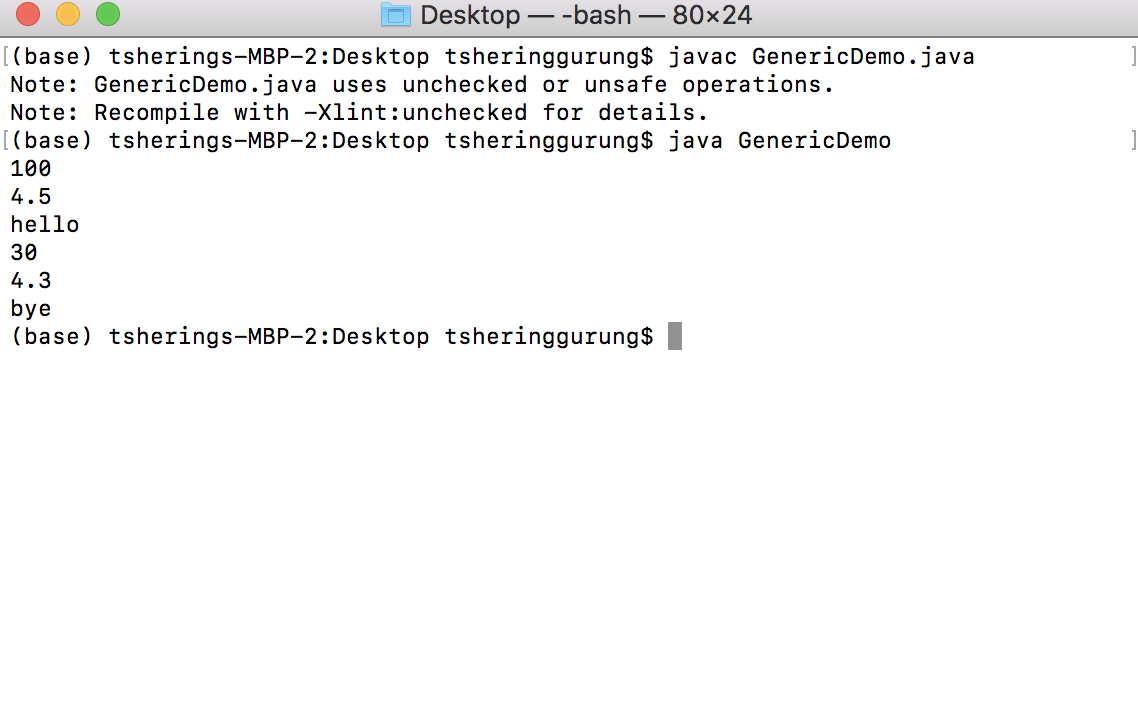 Desktop — -bash — 80×24
[(base) tsherings-MBP-2:Desktop tsheringgurung$ javac GenericDemo.java ]
Note: GenericDemo.java uses unchecked or unsafe operations.
Note: Recompile with -Xlint:unchecked for details.
[(base) tsherings-MBP-2:Desktop tsheringgurung$ java GenericDemo ]
100
4.5
hello
30
4.3
bye
(base) tsherings-MBP-2:Desktop tsheringgurung$